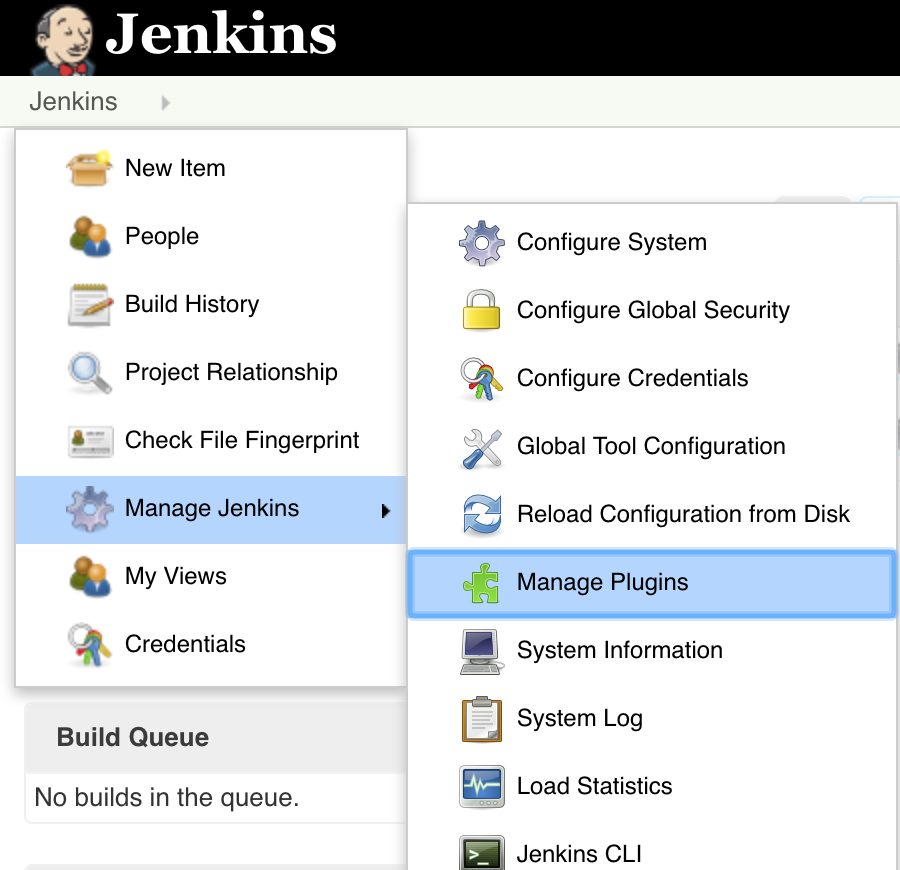 Jenkins
Jenkins
New Item
People
Build History
Project Relationship
Check File Fingerprint
Manage Jenkins
My Views
Credentials
Configure System
Configure Global Security
Configure Credentials
Global Tool Configuration
Reload Configuration from Disk
Manage Plugins
System Information
System Log
Load Statistics
>_
Jenkins CLI
Build Queue
No builds in the queue.